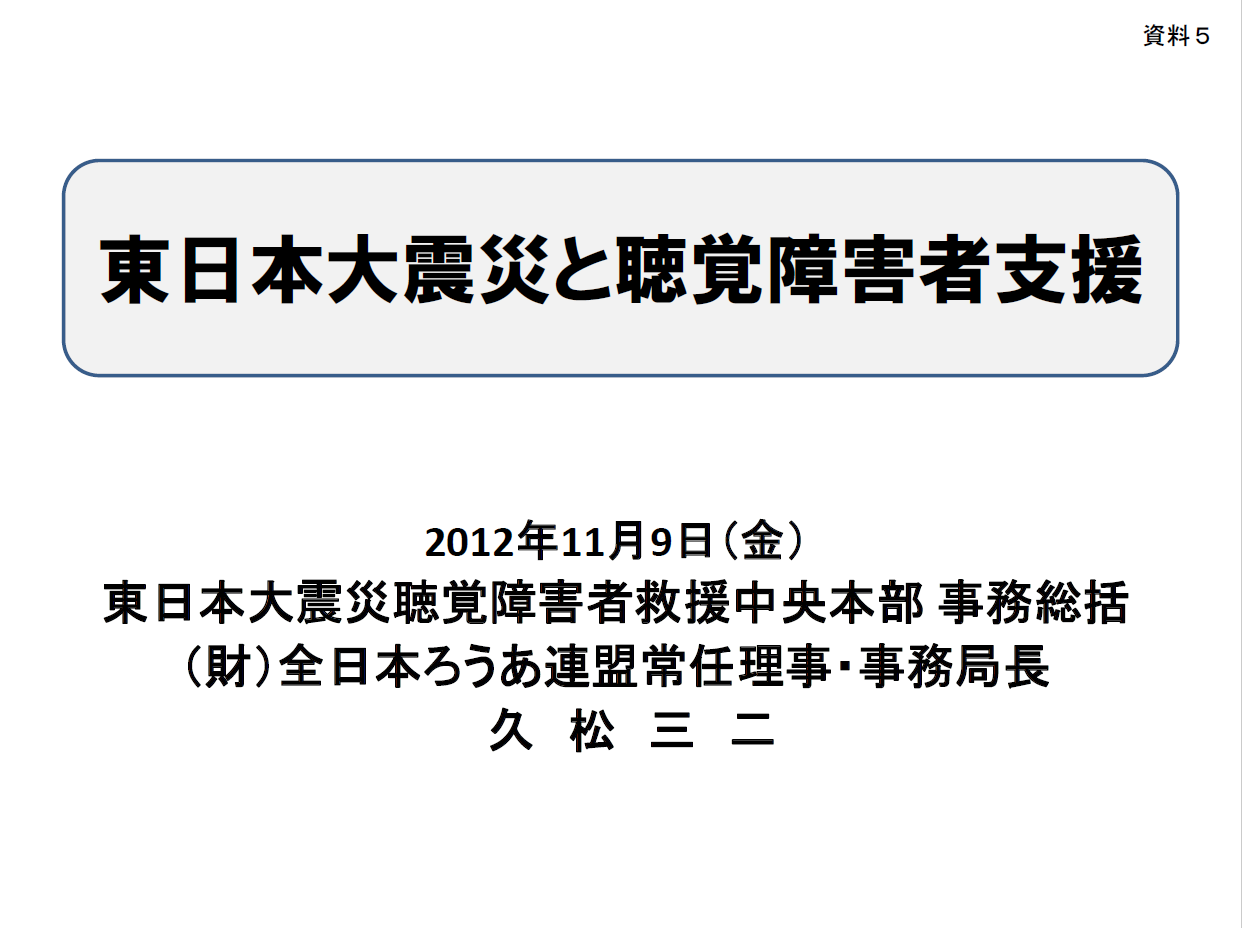 資料５
東日本大震災と聴覚障害者支援
2012年11月9日（金）
東日本大震災聴覚障害者救援中央本部 事務総括
（財）全日本ろうあ連盟常任理事・事務局長
久　松　三　二